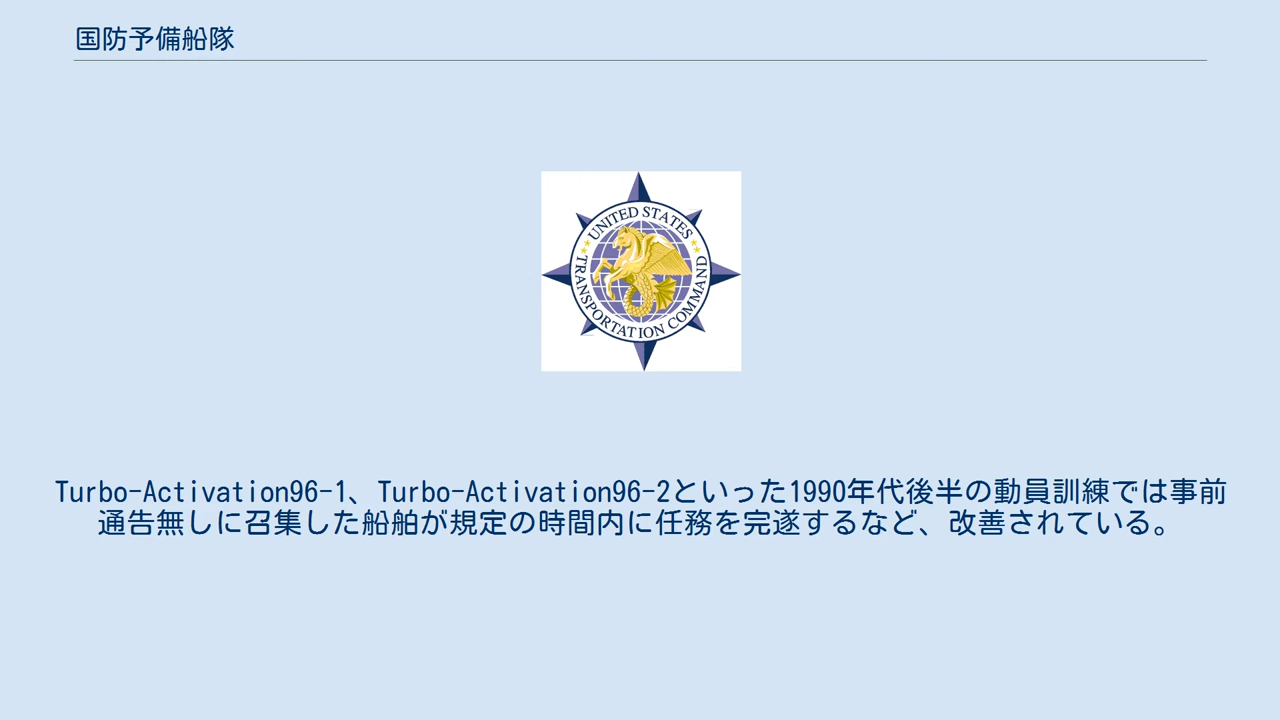 国防予備船隊
UNITED STATES
TRANSPORTATION COMMAND
Turbo-Activation96-1、Turbo-Activation96-2といった1990年代後半の動員訓練では事前
通告無しに召集した船舶が規定の時間内に任務を完遂するなど、改善されている。